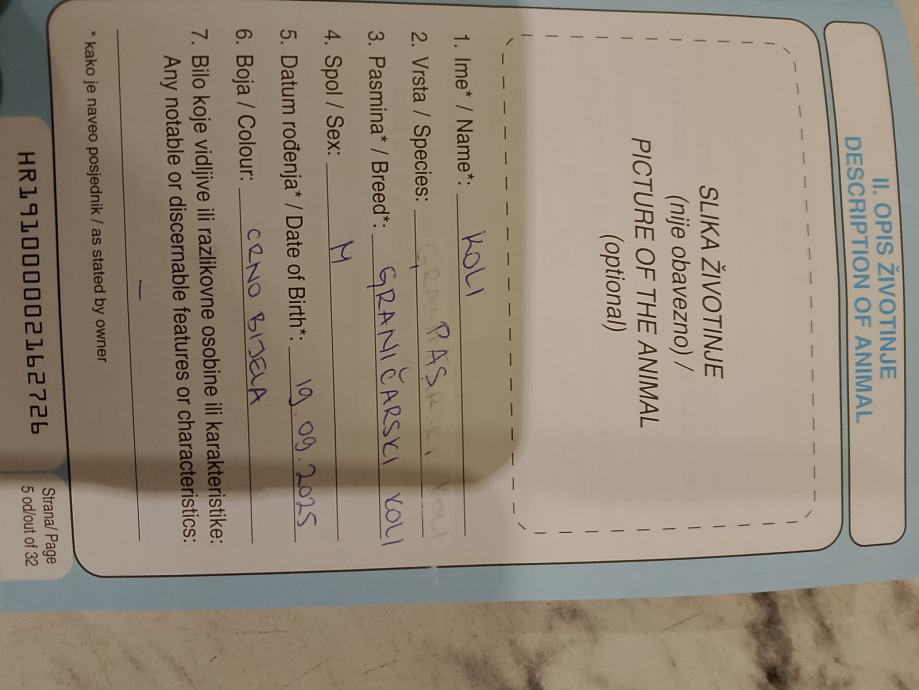 II. OPIS ŽIVOTINJE
DESCRIPTION OF ANIMAL
SLIKA ŽIVOTINJE
(nije obavezno) /
PICTURE OF THE ANIMAL
(optional)
1. Ime* / Name*: KOLI
2. Vrsta / Species: PAS
3. Pasmina* / Breed*: GRANIČARSKI KOLI
4. Spol / Sex: M
5. Datum rođenja* / Date of Birth*: 19.09.2025
6. Boja / Colour: CRNO BIJELA
7. Bilo koje vidljive ili razlikovne osobine ili karakteristike:
Any notable or discernable features or characteristics:
—
* kako je naveo posjednik / as stated by owner
HR191000002162726
Strana/Page
5 od/out of 32